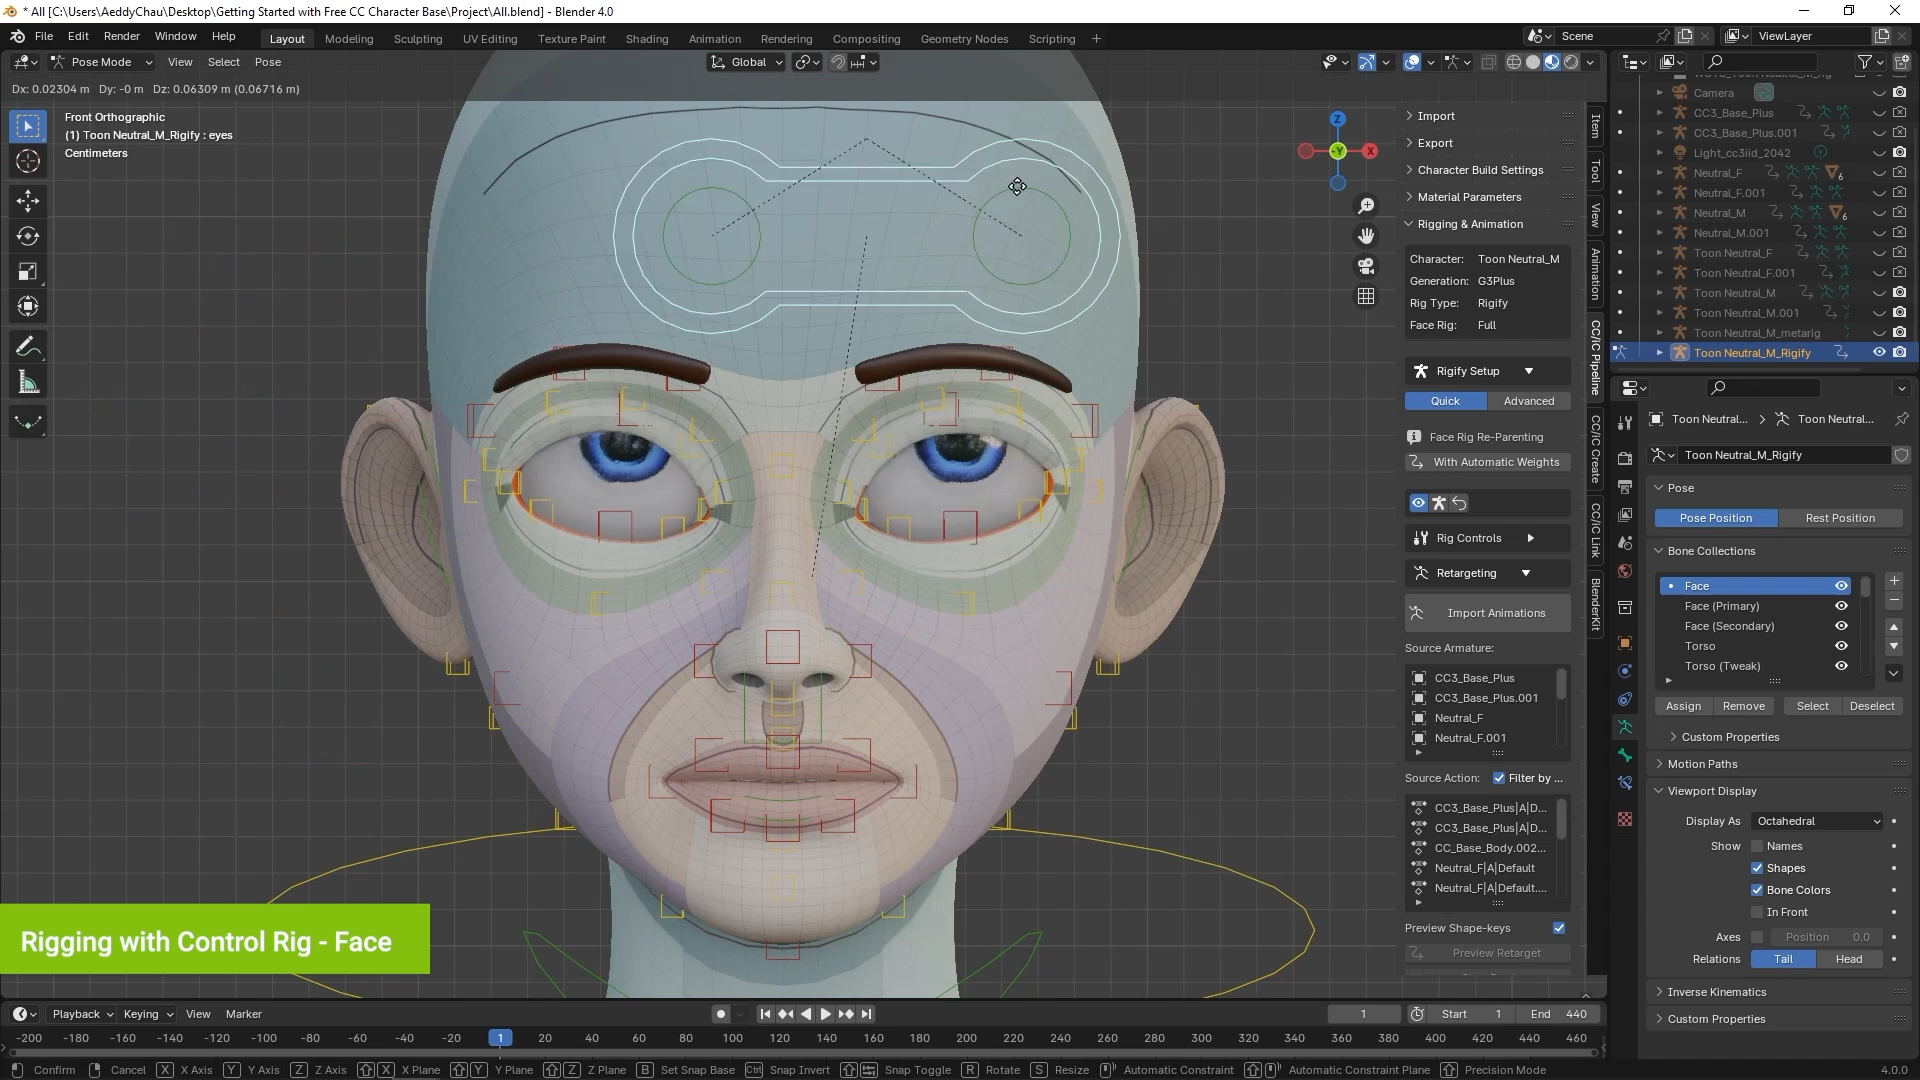 * All [C:\Users\AeddyChau\Desktop\Getting Started with Free CC Character Base\Project\All.blend] - Blender 4.0
File Edit Render Window Help
Layout Modeling Sculpting UV Editing Texture Paint Shading Animation Rendering Compositing Geometry Nodes Scripting +
Scene
ViewLayer
Pose Mode View Select Pose
Global
Dx: 0.02304 m Dy: -0 m Dz: 0.06309 m (0.06716 m)
Front Orthographic
(1) Toon Neutral_M_Rigify : eyes
Centimeters
Z
-Y
X
Import
Export
Character Build Settings
Material Parameters
Rigging & Animation
Character: Toon Neutral_M
Generation: G3Plus
Rig Type: Rigify
Face Rig: Full
Rigify Setup
Quick Advanced
Face Rig Re-Parenting
With Automatic Weights
Rig Controls
Retargeting
Import Animations
Source Armature:
CC3_Base_Plus
CC3_Base_Plus.001
Neutral_F
Neutral_F.001
Source Action: Filter by ...
CC3_Base_Plus|A|D...
CC3_Base_Plus|A|D...
CC_Base_Body.002...
Neutral_F|A|Default
Neutral_F|A|Default....
Preview Shape-keys
Preview Retarget
Item
Tool
View
Animation
CC/iC Pipeline
CC/iC Create
CC/iC Link
BlenderKit
Camera
CC3_Base_Plus
CC3_Base_Plus.001
Light_cc3iid_2042
Neutral_F 6
Neutral_F.001
Neutral_M 6
Neutral_M.001
Toon Neutral_F
Toon Neutral_F.001
Toon Neutral_M
Toon Neutral_M.001
Toon Neutral_M_metarig
Toon Neutral_M_Rigify
Toon Neutral... Toon Neutral...
Toon Neutral_M_Rigify
Pose
Pose Position Rest Position
Bone Collections
Face
Face (Primary)
Face (Secondary)
Torso
Torso (Tweak)
Assign Remove Select Deselect
Custom Properties
Motion Paths
Viewport Display
Display As Octahedral
Show Names
Shapes
Bone Colors
In Front
Axes Position 0.0
Relations Tail Head
Inverse Kinematics
Custom Properties
Rigging with Control Rig - Face
Playback Keying View Marker
1 Start 1 End 440
-200 -180 -160 -140 -120 -100 -80 -60 -40 -20 1 20 40 60 80 100 120 140 160 180 200 220 240 260 280 300 320 340 360 380 400 420 440 460
Confirm Cancel X X Axis Y Y Axis Z Z Axis X X Plane Y Y Plane Z Z Plane B Set Snap Base Ctrl Snap Invert Snap Toggle R Rotate S Resize Automatic Constraint Automatic Constraint Plane Precision Mode 4.0.0